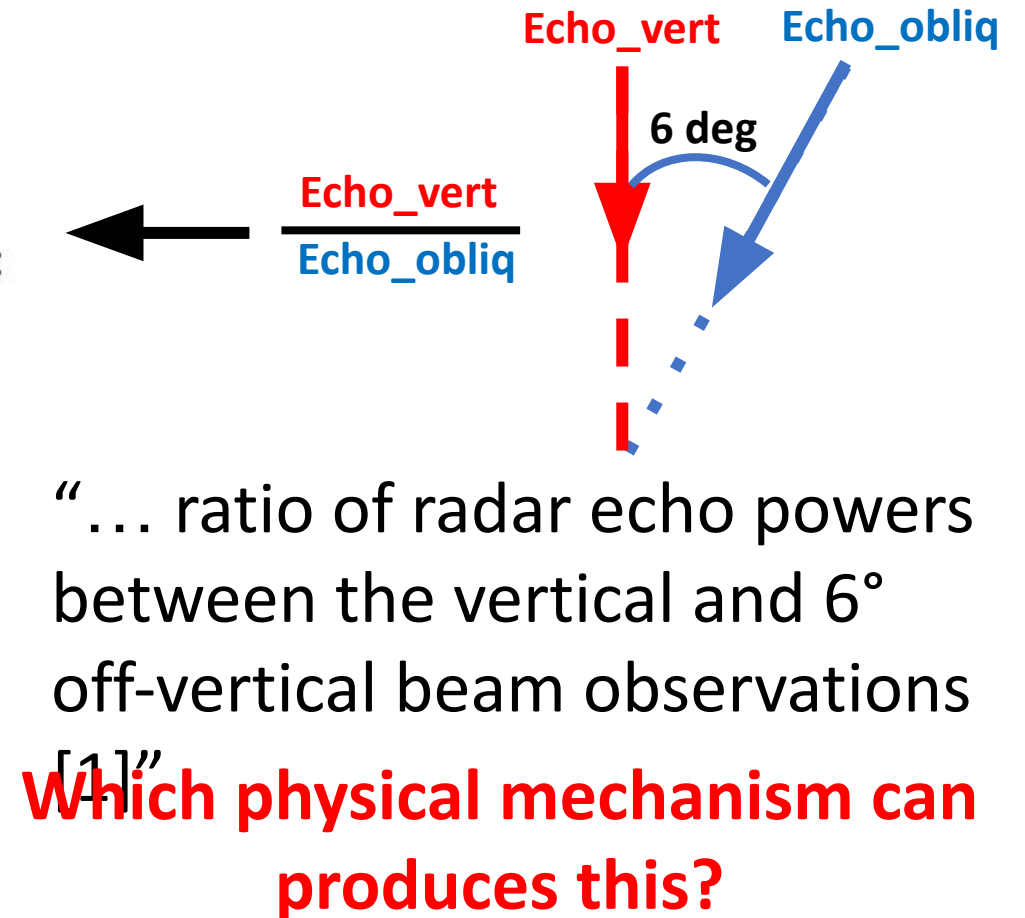 Echo_vert
Echo_obliq
6 deg
Echo_vert
Echo_obliq
“… ratio of radar echo powers
between the vertical and 6°
off-vertical beam observations
[1]”
Which physical mechanism can
produces this?